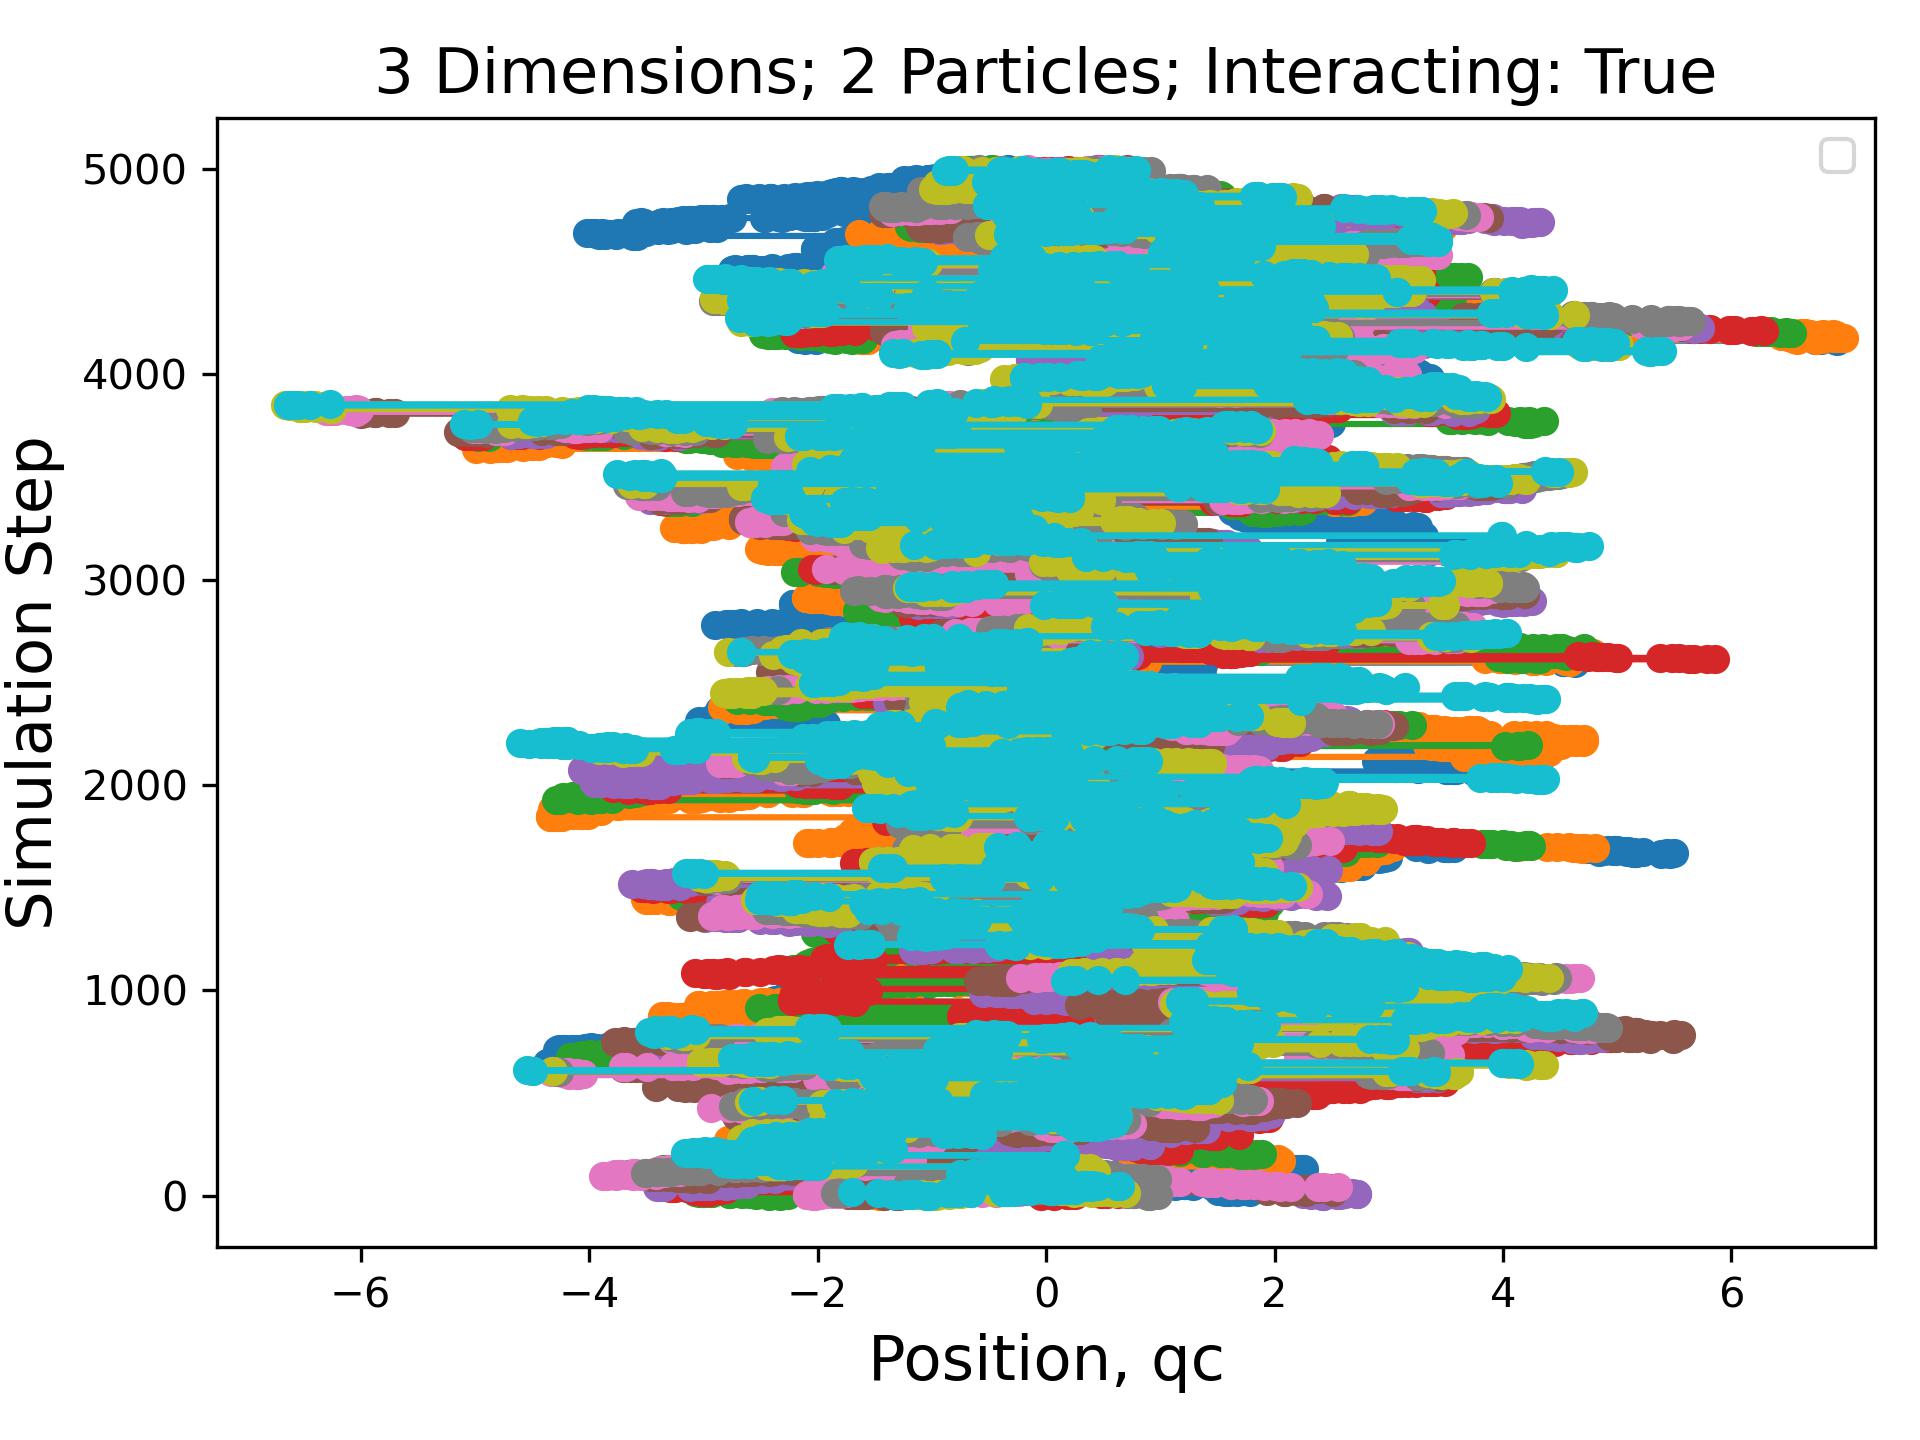 3 Dimensions; 2 Particles; Interacting: True
Simulation Step
5000
4000
3000
2000
1000
0
−6 −4 −2 0 2 4 6
Position, qc